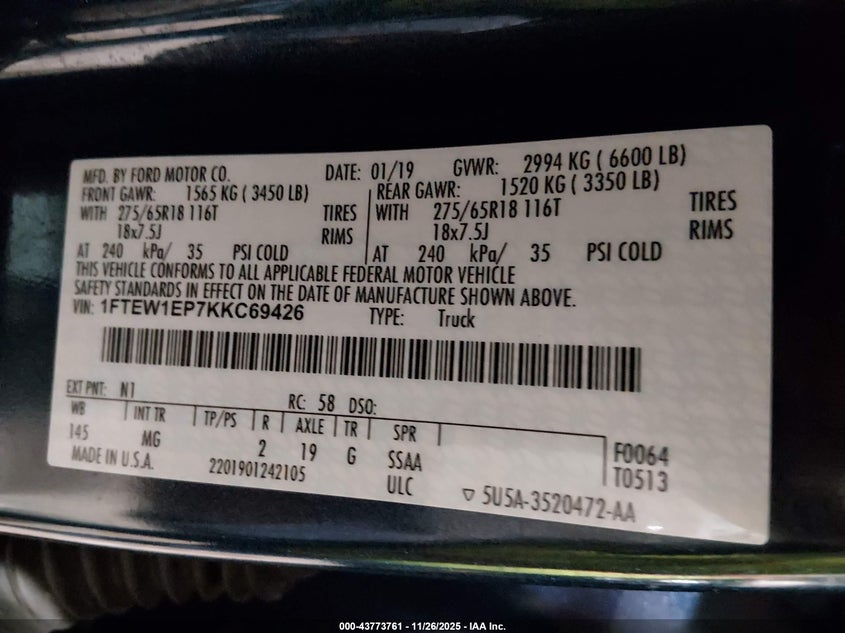 MFD. BY FORD MOTOR CO. DATE: 01/19 GVWR: 2994 KG ( 6600 LB)
FRONT GAWR: 1565 KG ( 3450 LB) REAR GAWR: 1520 KG ( 3350 LB)
WITH 275/65R18 116T TIRES WITH 275/65R18 116T TIRES
18x7.5J RIMS 18x7.5J RIMS
AT 240 kPa/ 35 PSI COLD AT 240 kPa/ 35 PSI COLD
THIS VEHICLE CONFORMS TO ALL APPLICABLE FEDERAL MOTOR VEHICLE
SAFETY STANDARDS IN EFFECT ON THE DATE OF MANUFACTURE SHOWN ABOVE.
VIN: 1FTEW1EP7KKC69426 TYPE: Truck
EXT PNT: N1 RC: 58 DSO:
WB INT TR TP/PS R AXLE TR SPR
145 MG 2 19 G SSAA F0064
MADE IN U.S.A. 2201901242105 ULC T0513
5U5A-3520472-AA
000-43773761 - 11/26/2025 - IAA Inc.